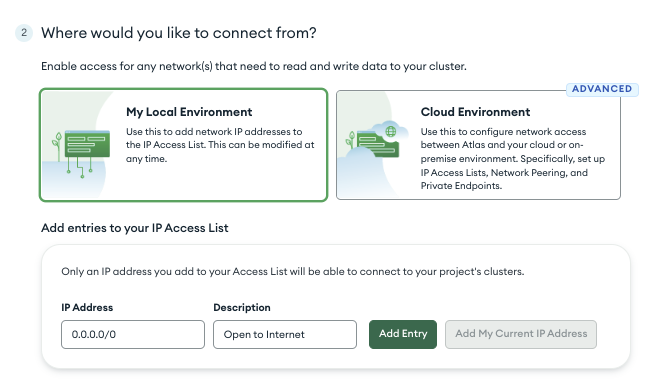 2 Where would you like to connect from?
Enable access for any network(s) that need to read and write data to your cluster.
ADVANCED
My Local Environment
Use this to add network IP addresses to
the IP Access List. This can be modified at
any time.
Cloud Environment
Use this to configure network access
between Atlas and your cloud or on-
premise environment. Specifically, set up
IP Access Lists, Network Peering, and
Private Endpoints.
Add entries to your IP Access List
Only an IP address you add to your Access List will be able to connect to your project's clusters.
IP Address Description
0.0.0.0/0 Open to Internet Add Entry Add My Current IP Address